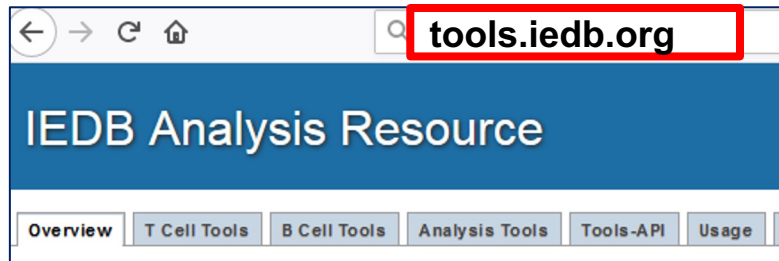 tools.iedb.org
IEDB Analysis Resource
Overview T Cell Tools B Cell Tools Analysis Tools Tools-API Usage